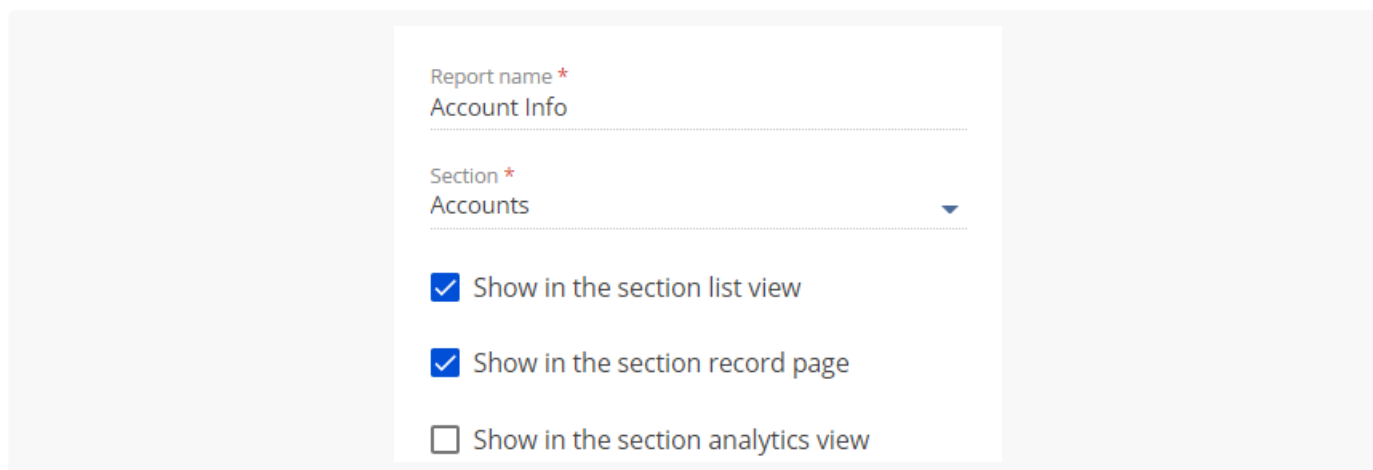 Report name *
Account Info
Section *
Accounts
Show in the section list view
Show in the section record page
Show in the section analytics view